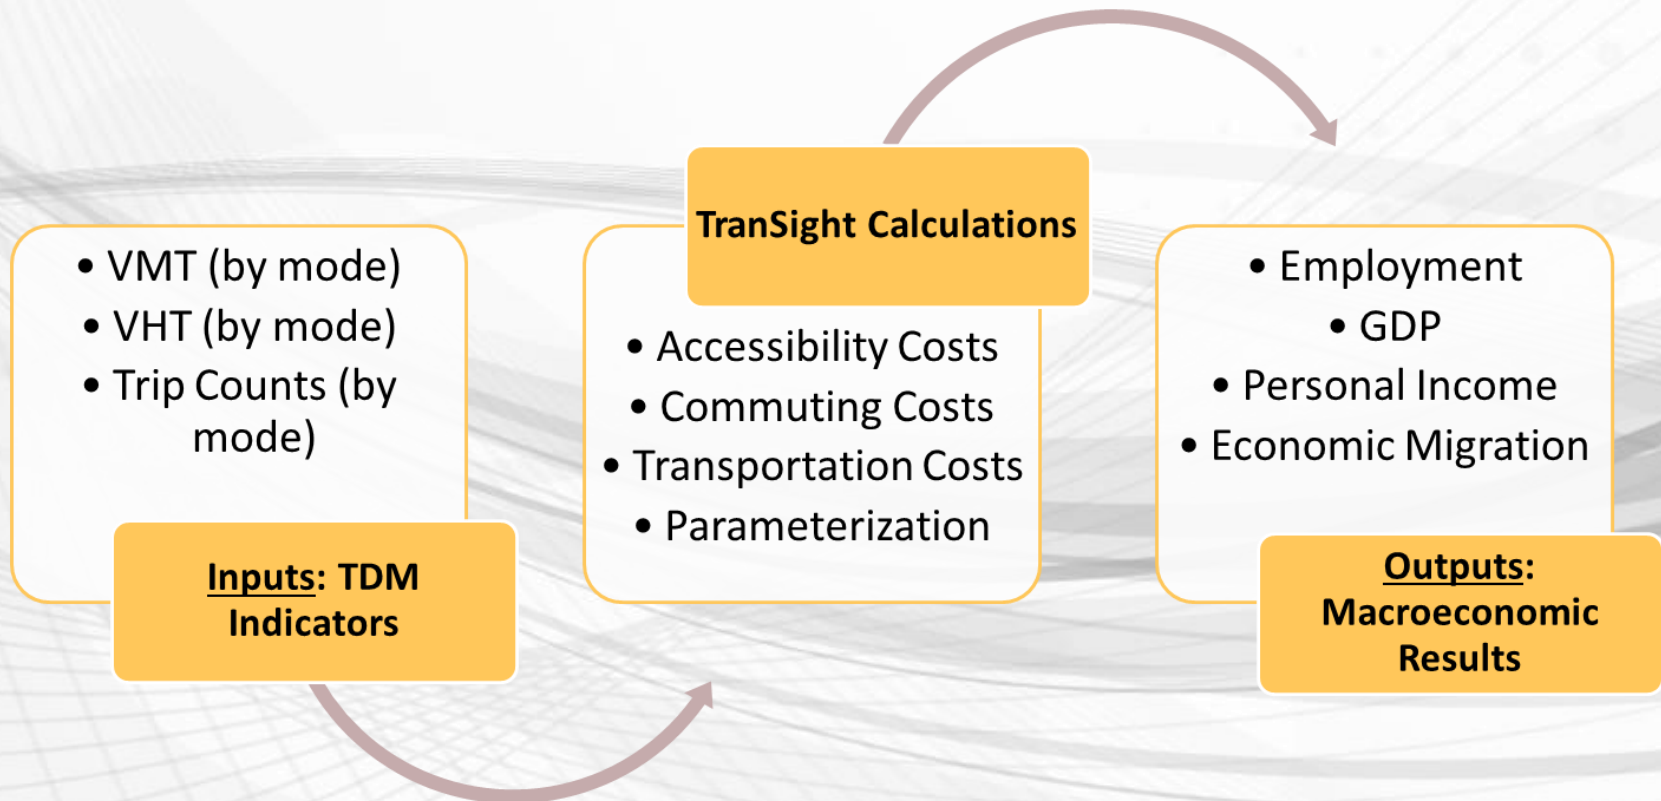 • VMT (by mode)
• VHT (by mode)
• Trip Counts (by
mode)
Inputs: TDM
Indicators
TranSight Calculations
• Accessibility Costs
• Commuting Costs
• Transportation Costs
• Parameterization
• Employment
• GDP
• Personal Income
• Economic Migration
Outputs:
Macroeconomic
Results